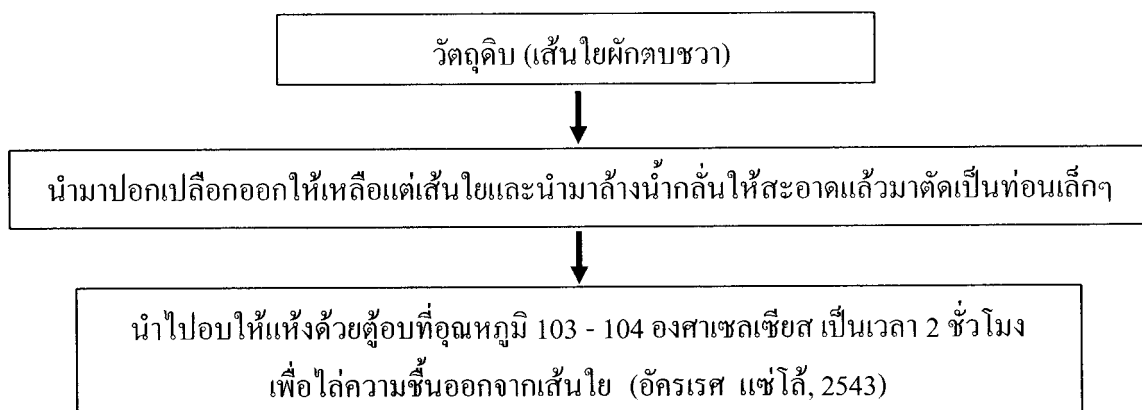 วัตถุดิบ (เส้นใยผักตบชวา)
นำมาปอกเปลือกออกให้เหลือแต่เส้นใยและนำมาล้างน้ำกลั่นให้สะอาดแล้วมาตัดเป็นท่อนเล็กๆ
นำไปอบให้แห้งด้วยตู้อบที่อุณหภูมิ 103 - 104 องศาเซลเซียส เป็นเวลา 2 ชั่วโมง
เพื่อไล่ความชื้นออกจากเส้นใย (อัครเรศ แซ่โล้, 2543)